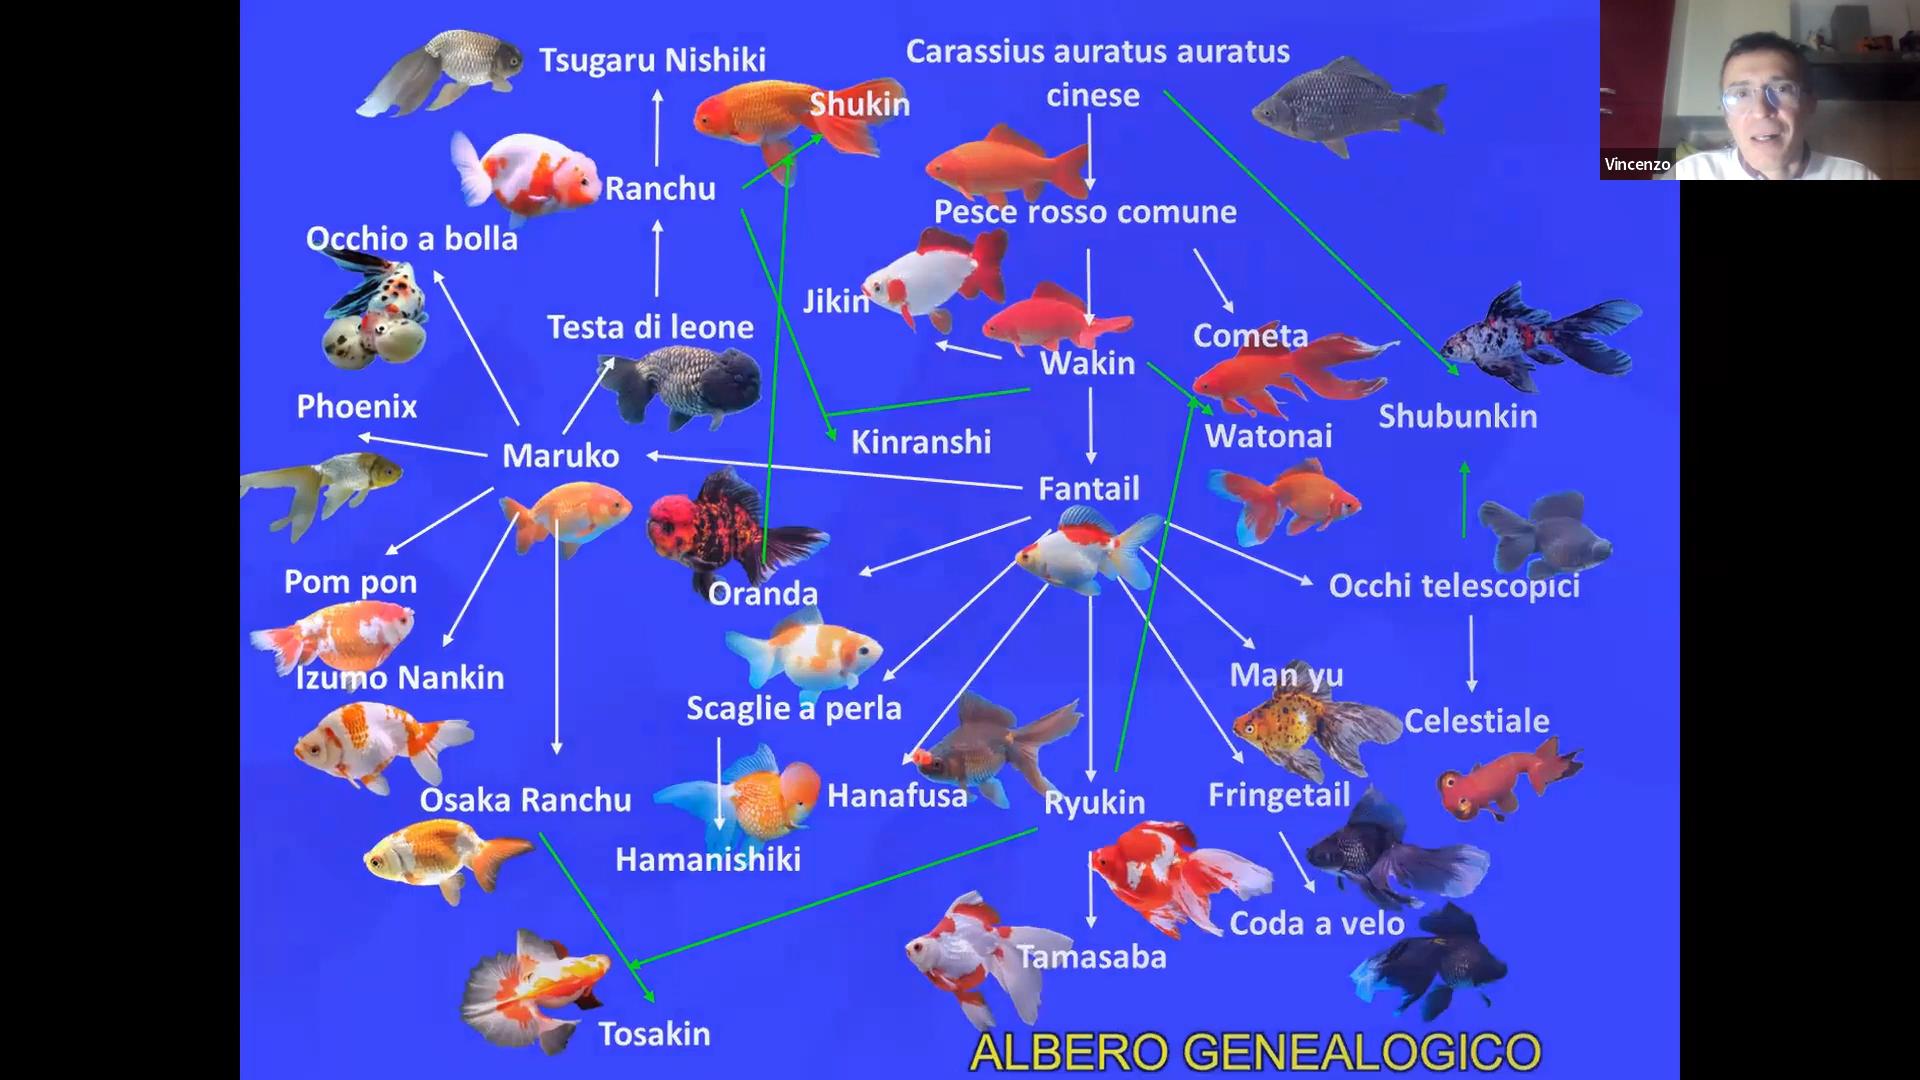 Tsugaru Nishiki
Carassius auratus auratus
cinese
Shukin
Vincenzo
Ranchu
Pesce rosso comune
Occhio a bolla
Jikin
Testa di leone
Cometa
Wakin
Phoenix
Shubunkin
Watonai
Kinranshi
Maruko
Fantail
Pom pon
Oranda
Occhi telescopici
Izumo Nankin
Man yu
Scaglie a perla
Celestiale
Osaka Ranchu
Hanafusa
Ryukin
Fringetail
Hamanishiki
Coda a velo
Tamasaba
Tosakin
ALBERO GENEALOGICO